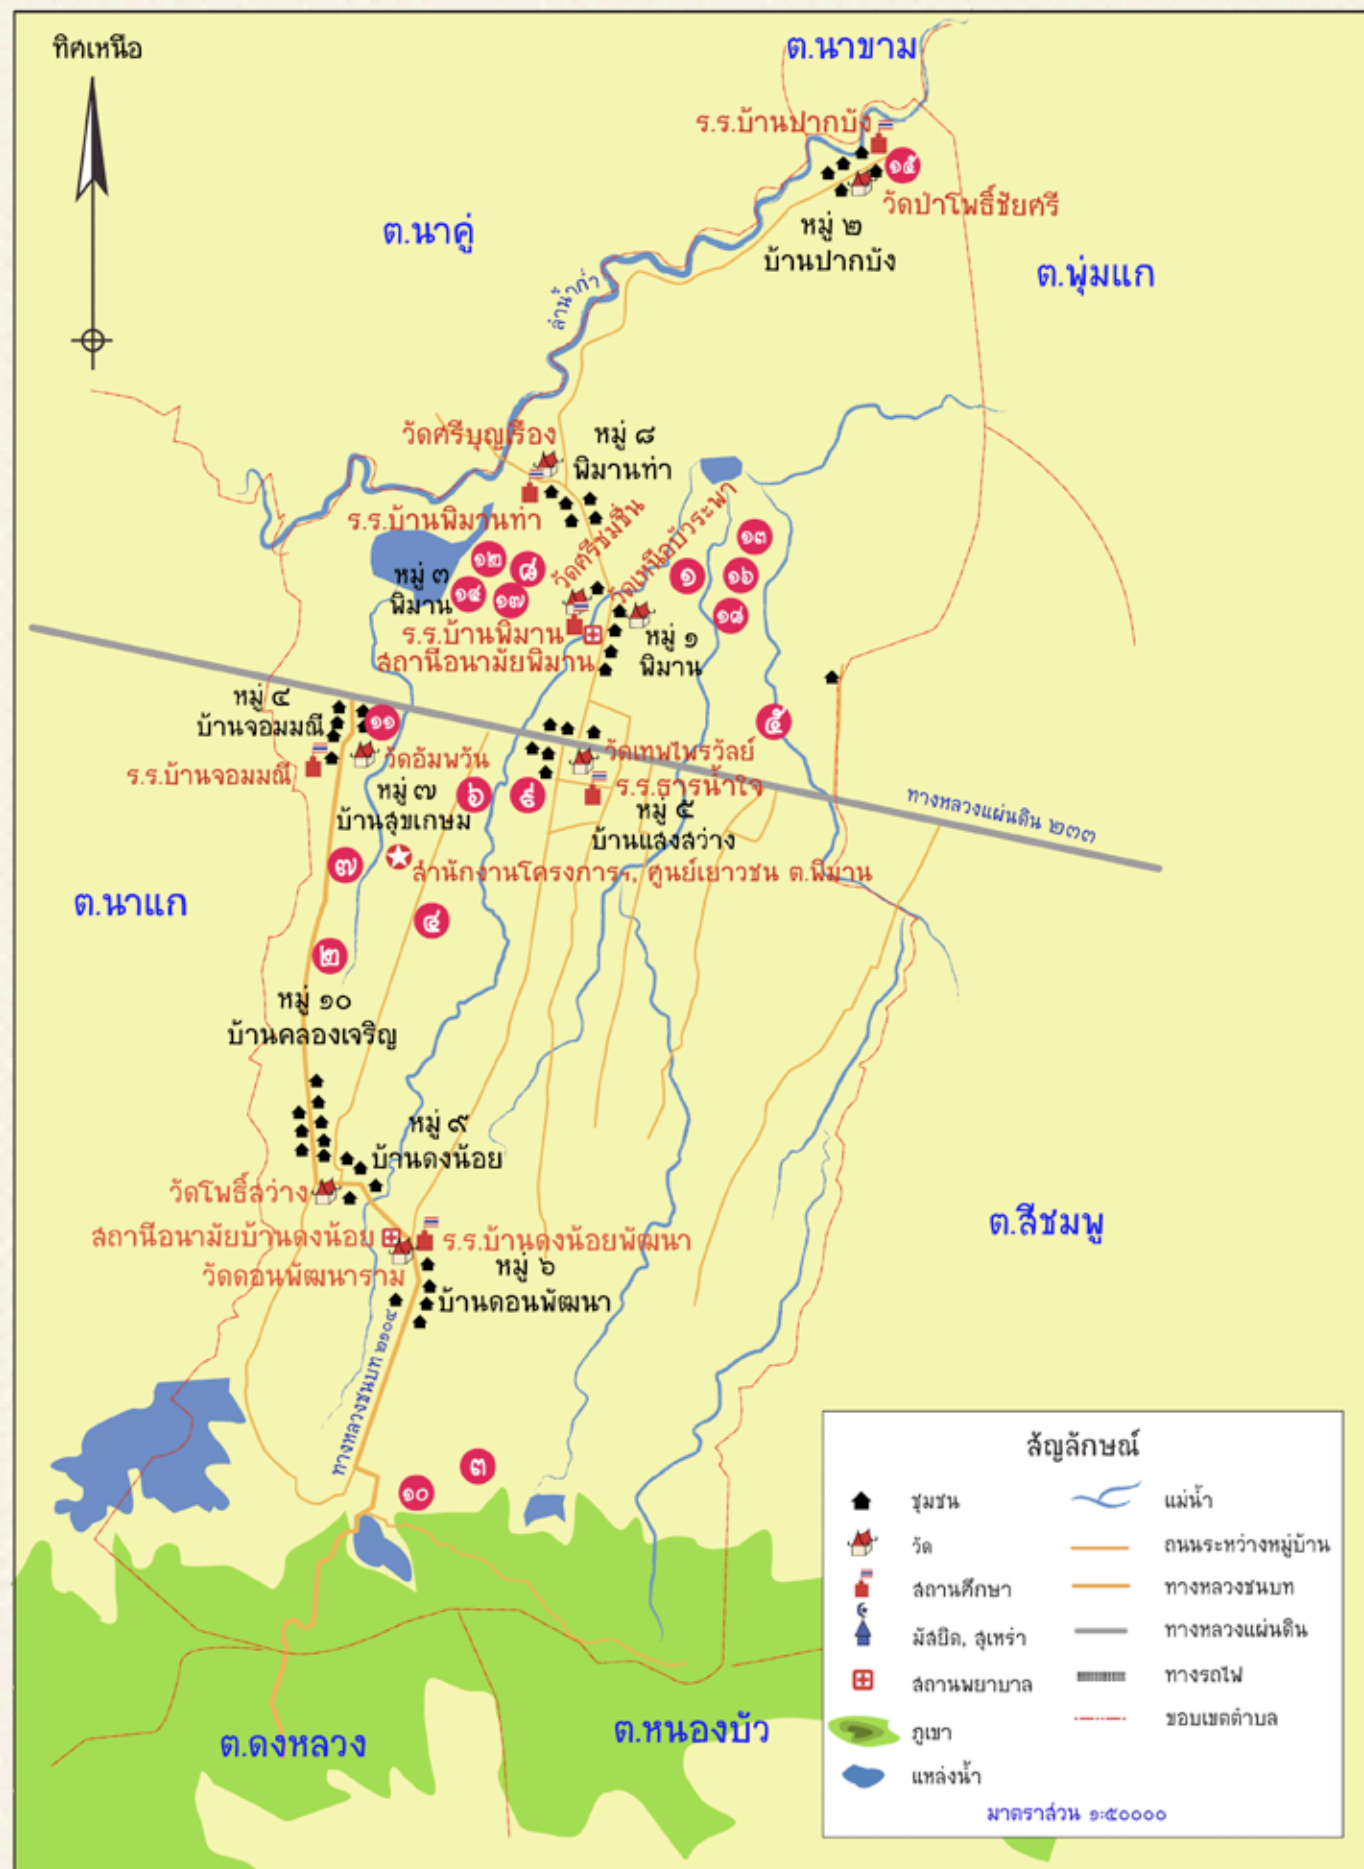 ทิศเหนือ
ต.นาขาม
ร.ร.บ้านปากบัง
๑๕
วัดป่าโพธิ์ชัยศรี
หมู่ ๒
บ้านปากบัง
ต.นาคู่
ต.พุ่มแก
ลำน้ำก่ำ
วัดศรีบุญเรือง
หมู่ ๘
พิมานท่า
ร.ร.บ้านพิมานท่า
วัดศรีชมชื่น
วัดเหนือบัวระพา
๑๓
๑๒
๘
๑
๑๖
หมู่ ๓
พิมาน
๑๔
๑๗
๑๘
ร.ร.บ้านพิมาน
สถานีอนามัยพิมาน
หมู่ ๑
พิมาน
หมู่ ๔
บ้านจอมมณี
๑๑
๕
ร.ร.บ้านจอมมณี
วัดอัมพวัน
วัดเทพไพรวัลย์
ร.ร.ธารน้ำใจ
หมู่ ๗
บ้านสุขเกษม
๖
๙
หมู่ ๕
บ้านแสงสว่าง
ทางหลวงแผ่นดิน ๒๓๓
๗
สำนักงานโครงการฯ, ศูนย์เยาวชน ต.พิมาน
ต.นาแก
๔
๒
หมู่ ๑๐
บ้านคลองเจริญ
หมู่ ๙
บ้านดงน้อย
วัดโพธิ์สว่าง
สถานีอนามัยบ้านดงน้อย
ร.ร.บ้านดงน้อยพัฒนา
วัดดอนพัฒนาราม
หมู่ ๖
บ้านดอนพัฒนา
ต.สีชมพู
ทางหลวงชนบท ๒๑๐๔
๓
๑๐
ต.ดงหลวง
ต.หนองบัว
สัญลักษณ์
ชุมชน
แม่น้ำ
วัด
ถนนระหว่างหมู่บ้าน
สถานศึกษา
ทางหลวงชนบท
มัสยิด, สุเหร่า
ทางหลวงแผ่นดิน
สถานพยาบาล
ทางรถไฟ
ภูเขา
ขอบเขตตำบล
แหล่งน้ำ
มาตราส่วน ๑:๕๐๐๐๐